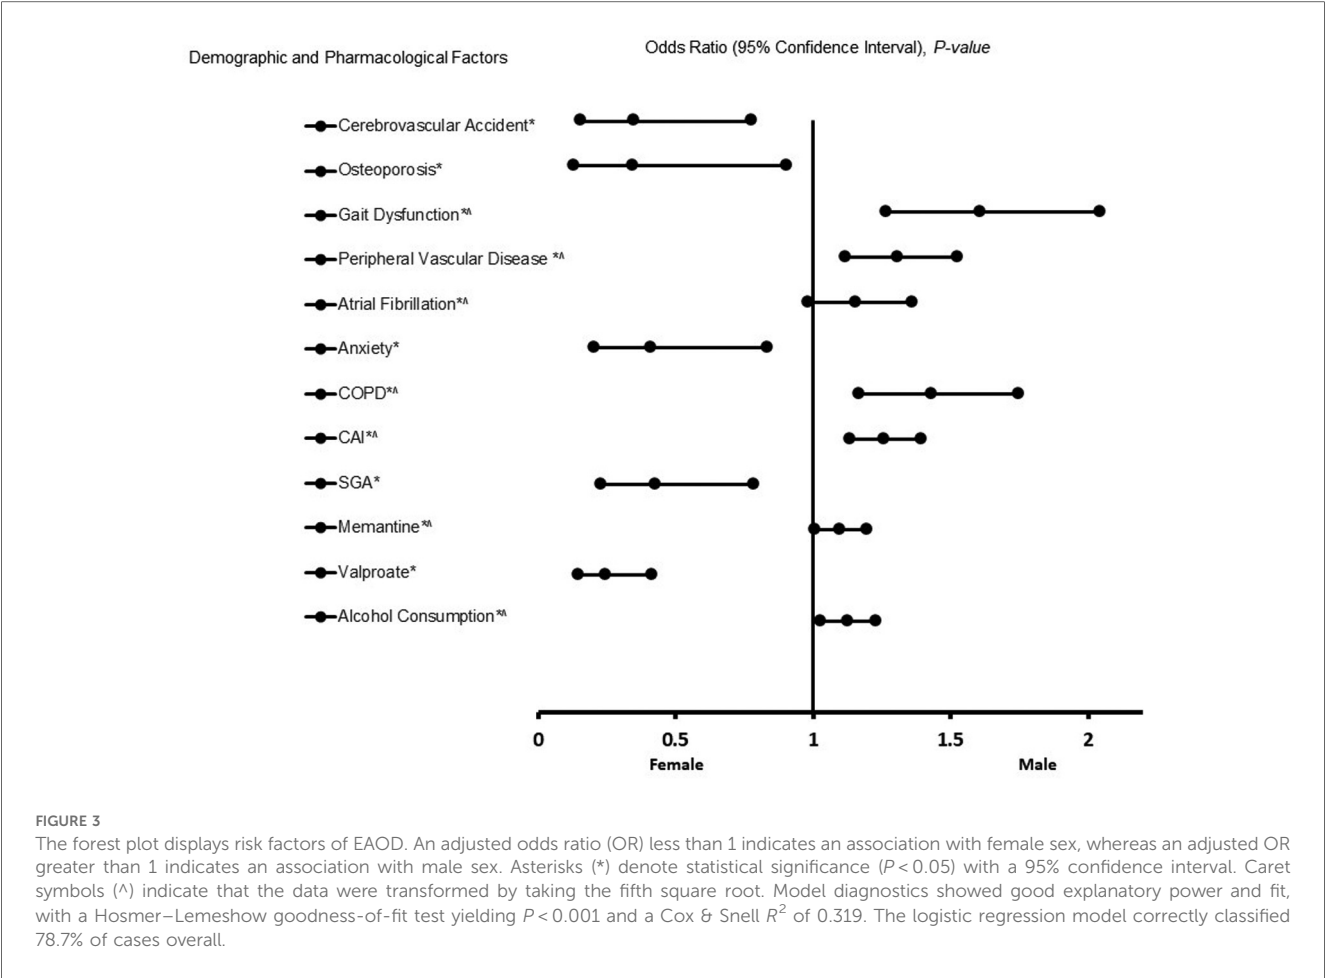 Demographic and Pharmacological Factors
Odds Ratio (95% Confidence Interval), P-value
Cerebrovascular Accident*
Osteoporosis*
Gait Dysfunction*^
Peripheral Vascular Disease *^
Atrial Fibrillation*^
Anxiety*
COPD*^
CAI*^
SGA*
Memantine*^
Valproate*
Alcohol Consumption*^
0 0.5 1 1.5 2
Female Male
FIGURE 3
The forest plot displays risk factors of EAOD. An adjusted odds ratio (OR) less than 1 indicates an association with female sex, whereas an adjusted OR
greater than 1 indicates an association with male sex. Asterisks (*) denote statistical significance (P < 0.05) with a 95% confidence interval. Caret
symbols (^) indicate that the data were transformed by taking the fifth square root. Model diagnostics showed good explanatory power and fit,
with a Hosmer–Lemeshow goodness-of-fit test yielding P < 0.001 and a Cox & Snell R² of 0.319. The logistic regression model correctly classified
78.7% of cases overall.